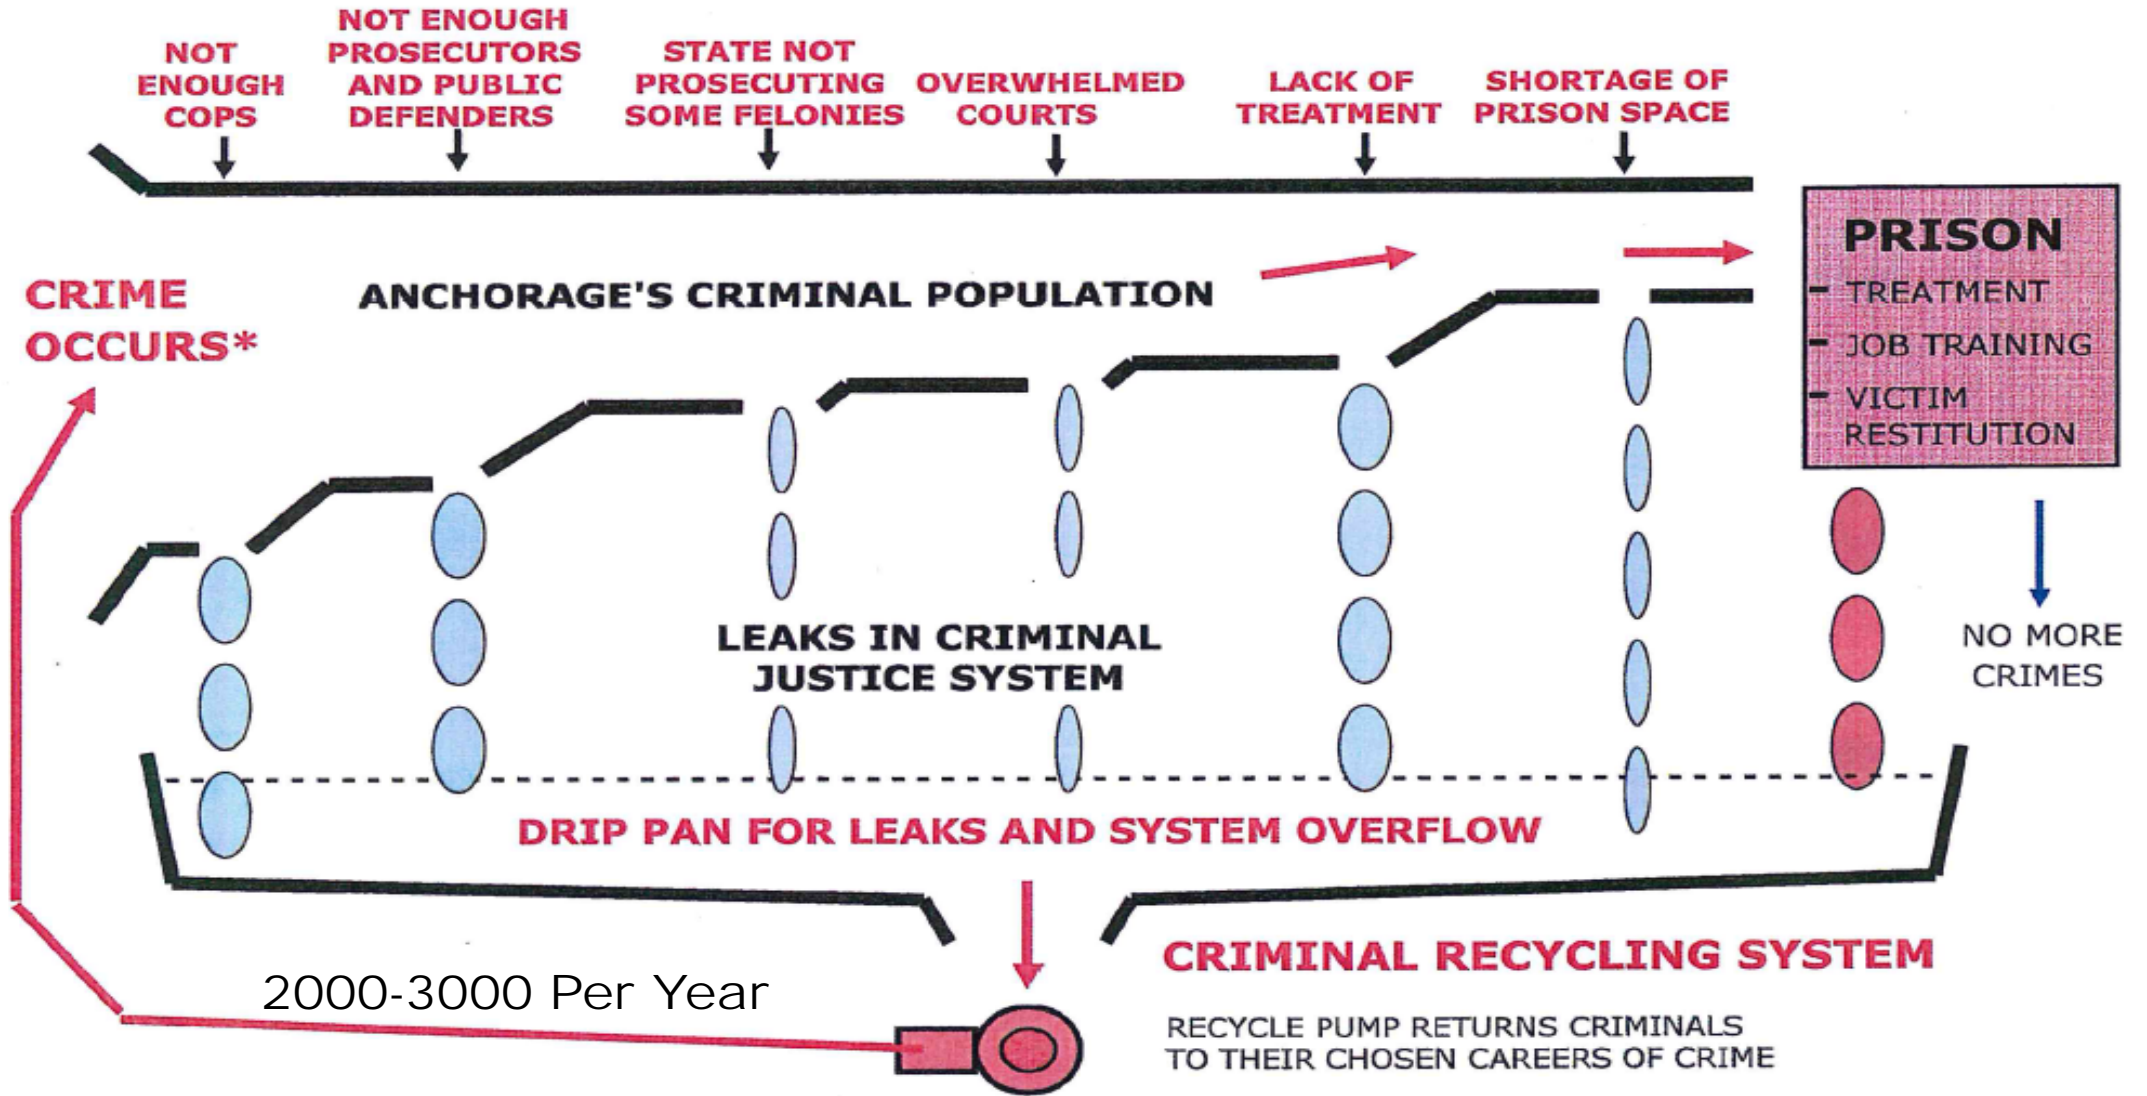 NOT
ENOUGH
COPS
NOT ENOUGH
PROSECUTORS
AND PUBLIC
DEFENDERS
STATE NOT
PROSECUTING
SOME FELONIES
OVERWHELMED
COURTS
LACK OF
TREATMENT
SHORTAGE OF
PRISON SPACE
CRIME
OCCURS*
ANCHORAGE'S CRIMINAL POPULATION
PRISON
- TREATMENT
- JOB TRAINING
- VICTIM
RESTITUTION
LEAKS IN CRIMINAL
JUSTICE SYSTEM
NO MORE
CRIMES
DRIP PAN FOR LEAKS AND SYSTEM OVERFLOW
2000-3000 Per Year
CRIMINAL RECYCLING SYSTEM
RECYCLE PUMP RETURNS CRIMINALS
TO THEIR CHOSEN CAREERS OF CRIME